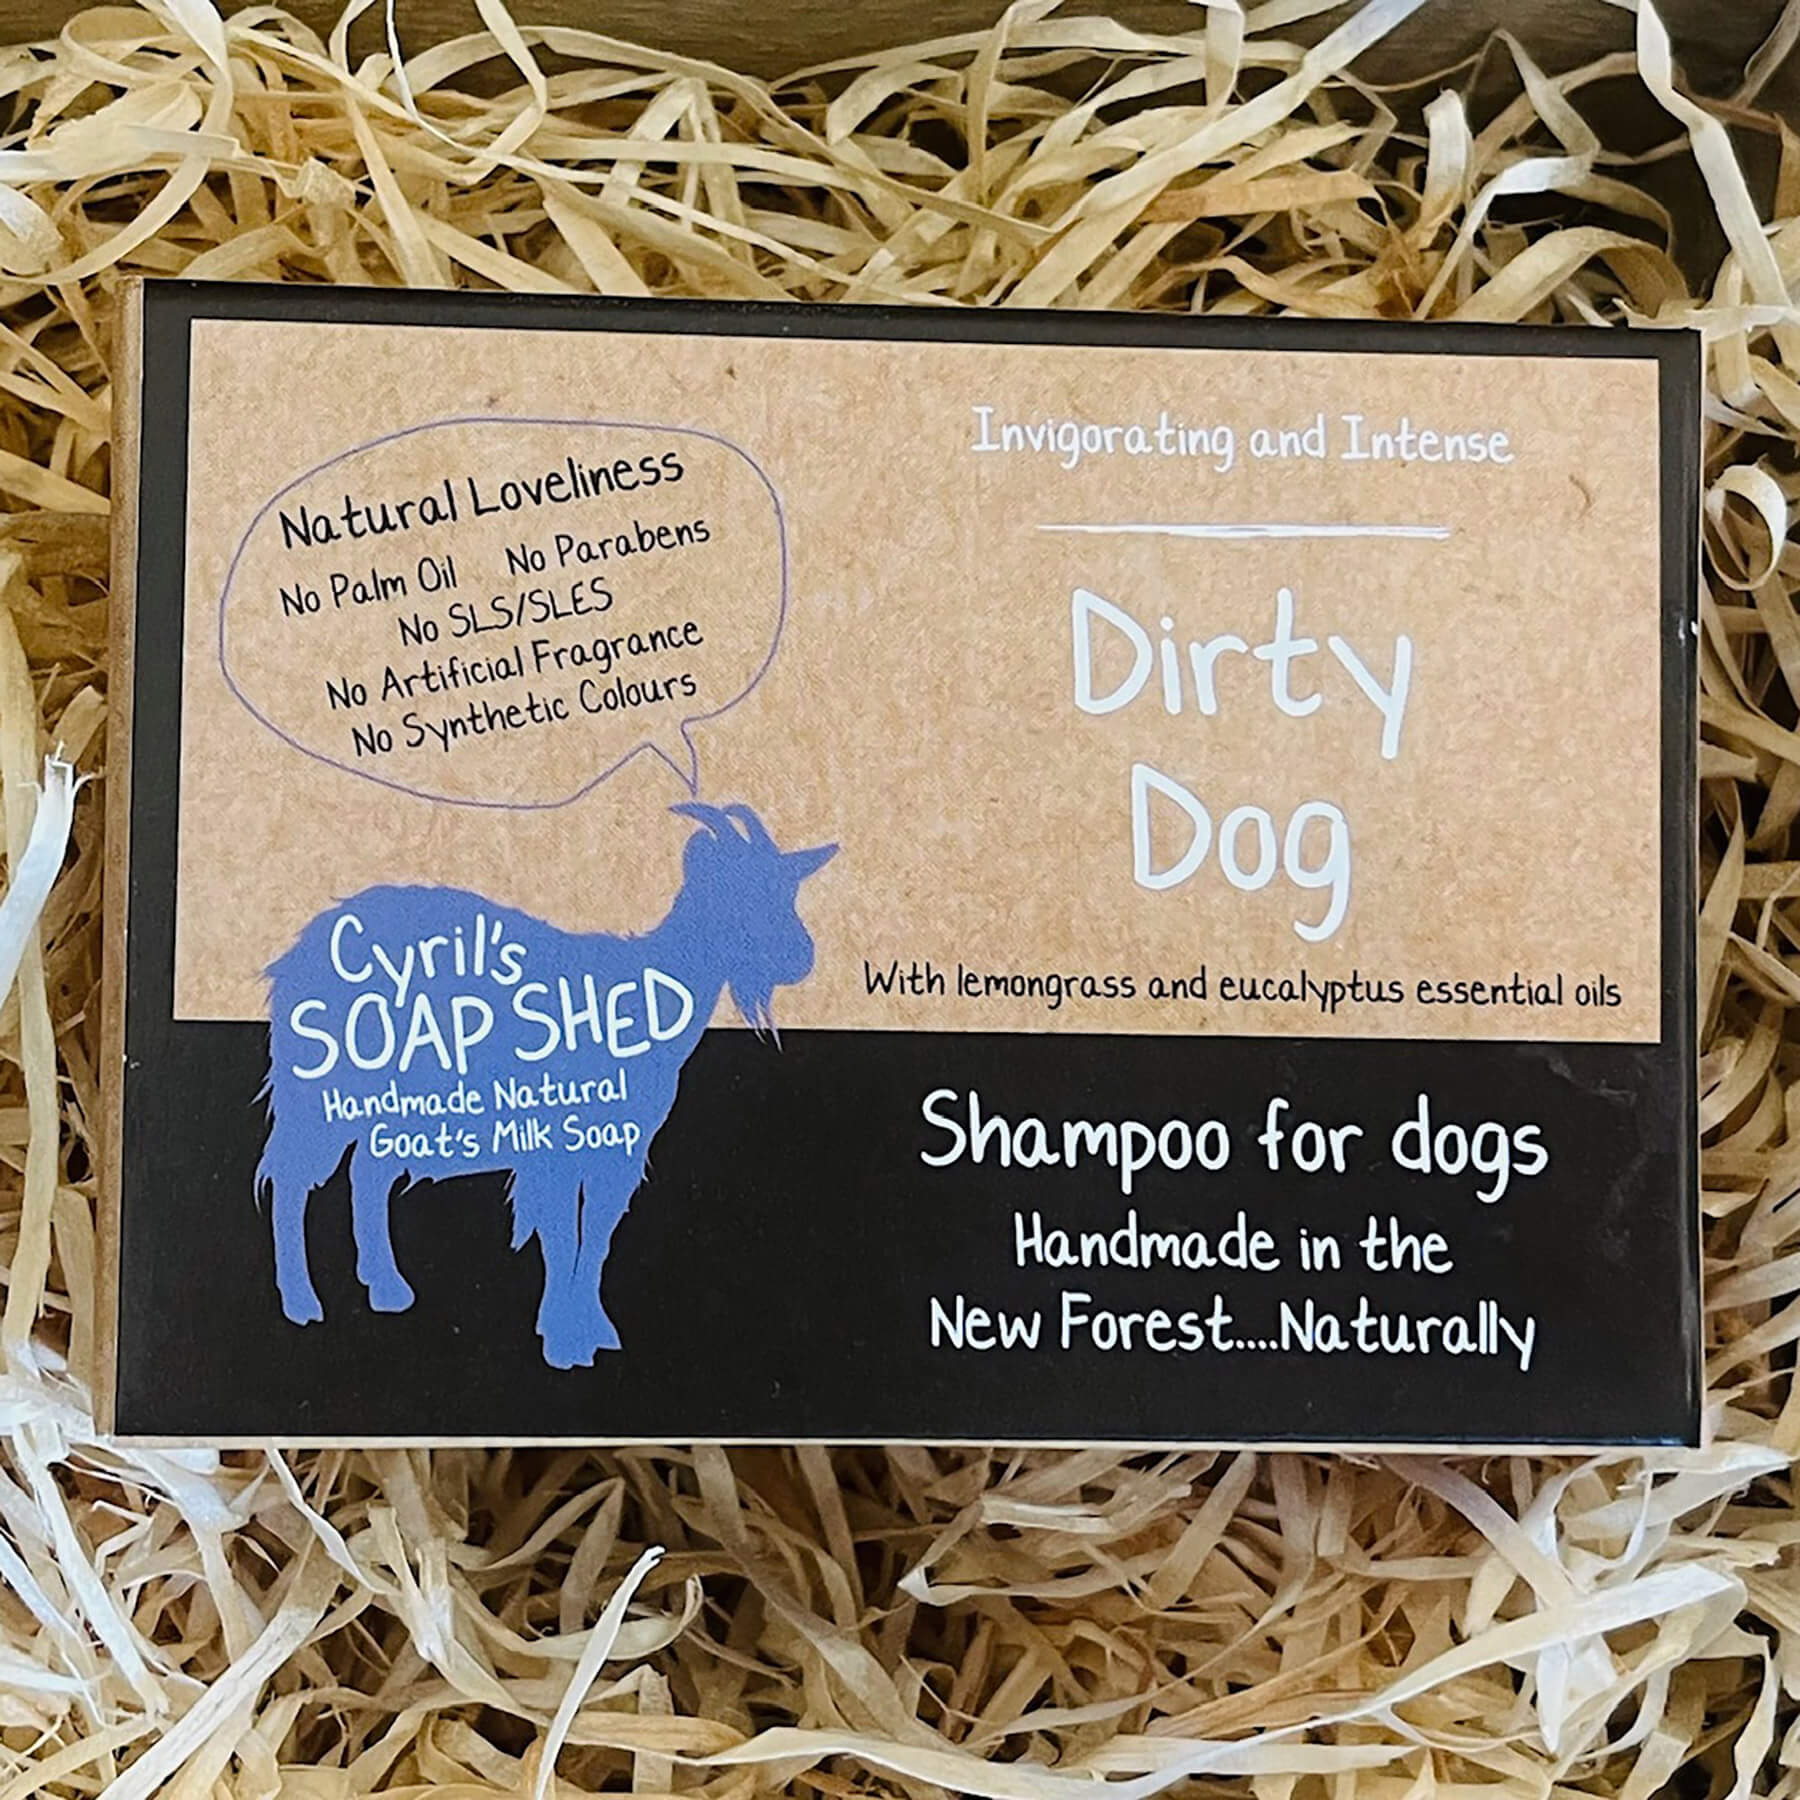 Natural Loveliness
No Palm Oil No Parabens
No SLS/SLES
No Artificial Fragrance
No Synthetic Colours
Cyril's
SOAP SHED
Handmade Natural
Goat's Milk Soap
Invigorating and Intense
Dirty
Dog
With lemongrass and eucalyptus essential oils
Shampoo for dogs
Handmade in the
New Forest....Naturally